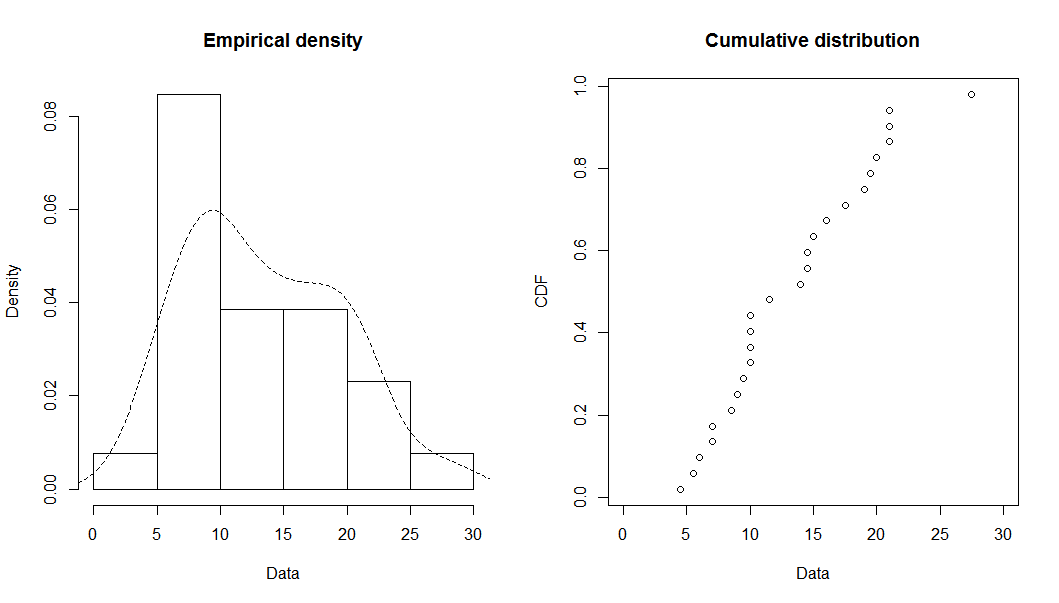 Empirical density
Density
0.00 0.02 0.04 0.06 0.08
0 5 10 15 20 25 30
Data
Cumulative distribution
CDF
0.0 0.2 0.4 0.6 0.8 1.0
0 5 10 15 20 25 30
Data